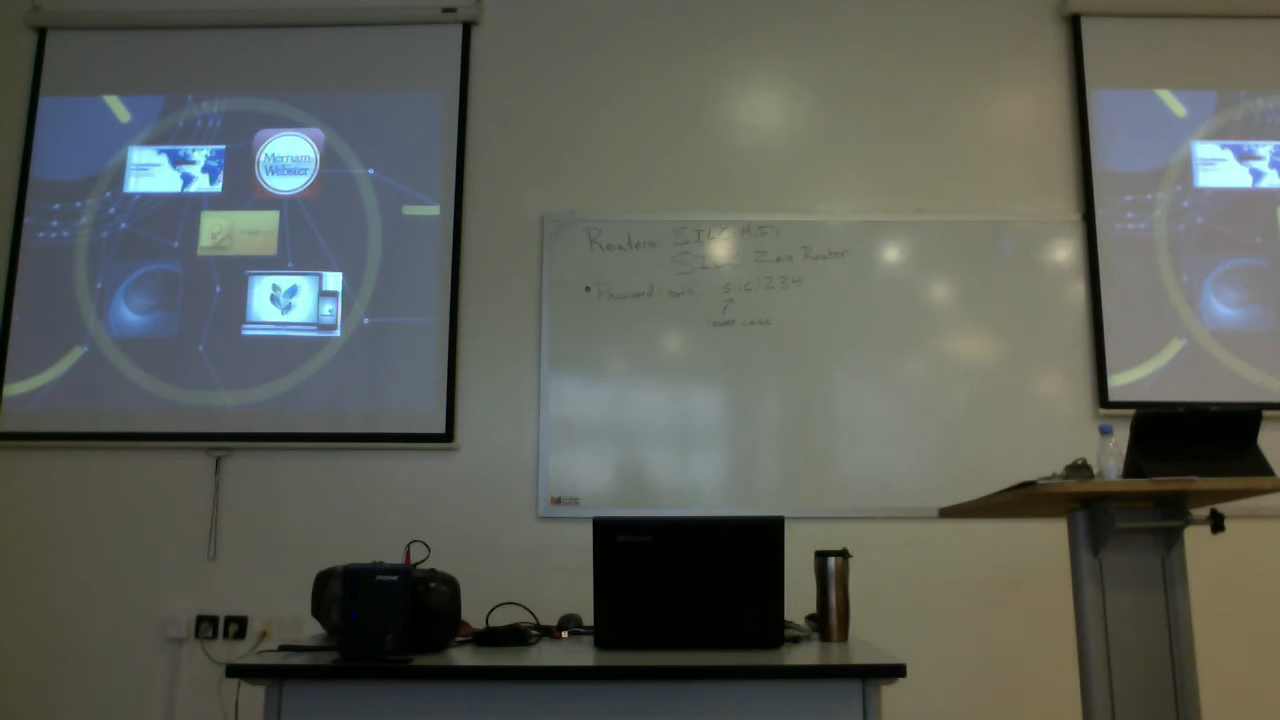 Merriam
Webster
Routers: SILC MIFI
SILC Zain Router
• Password both: silc1234
↑
lower case